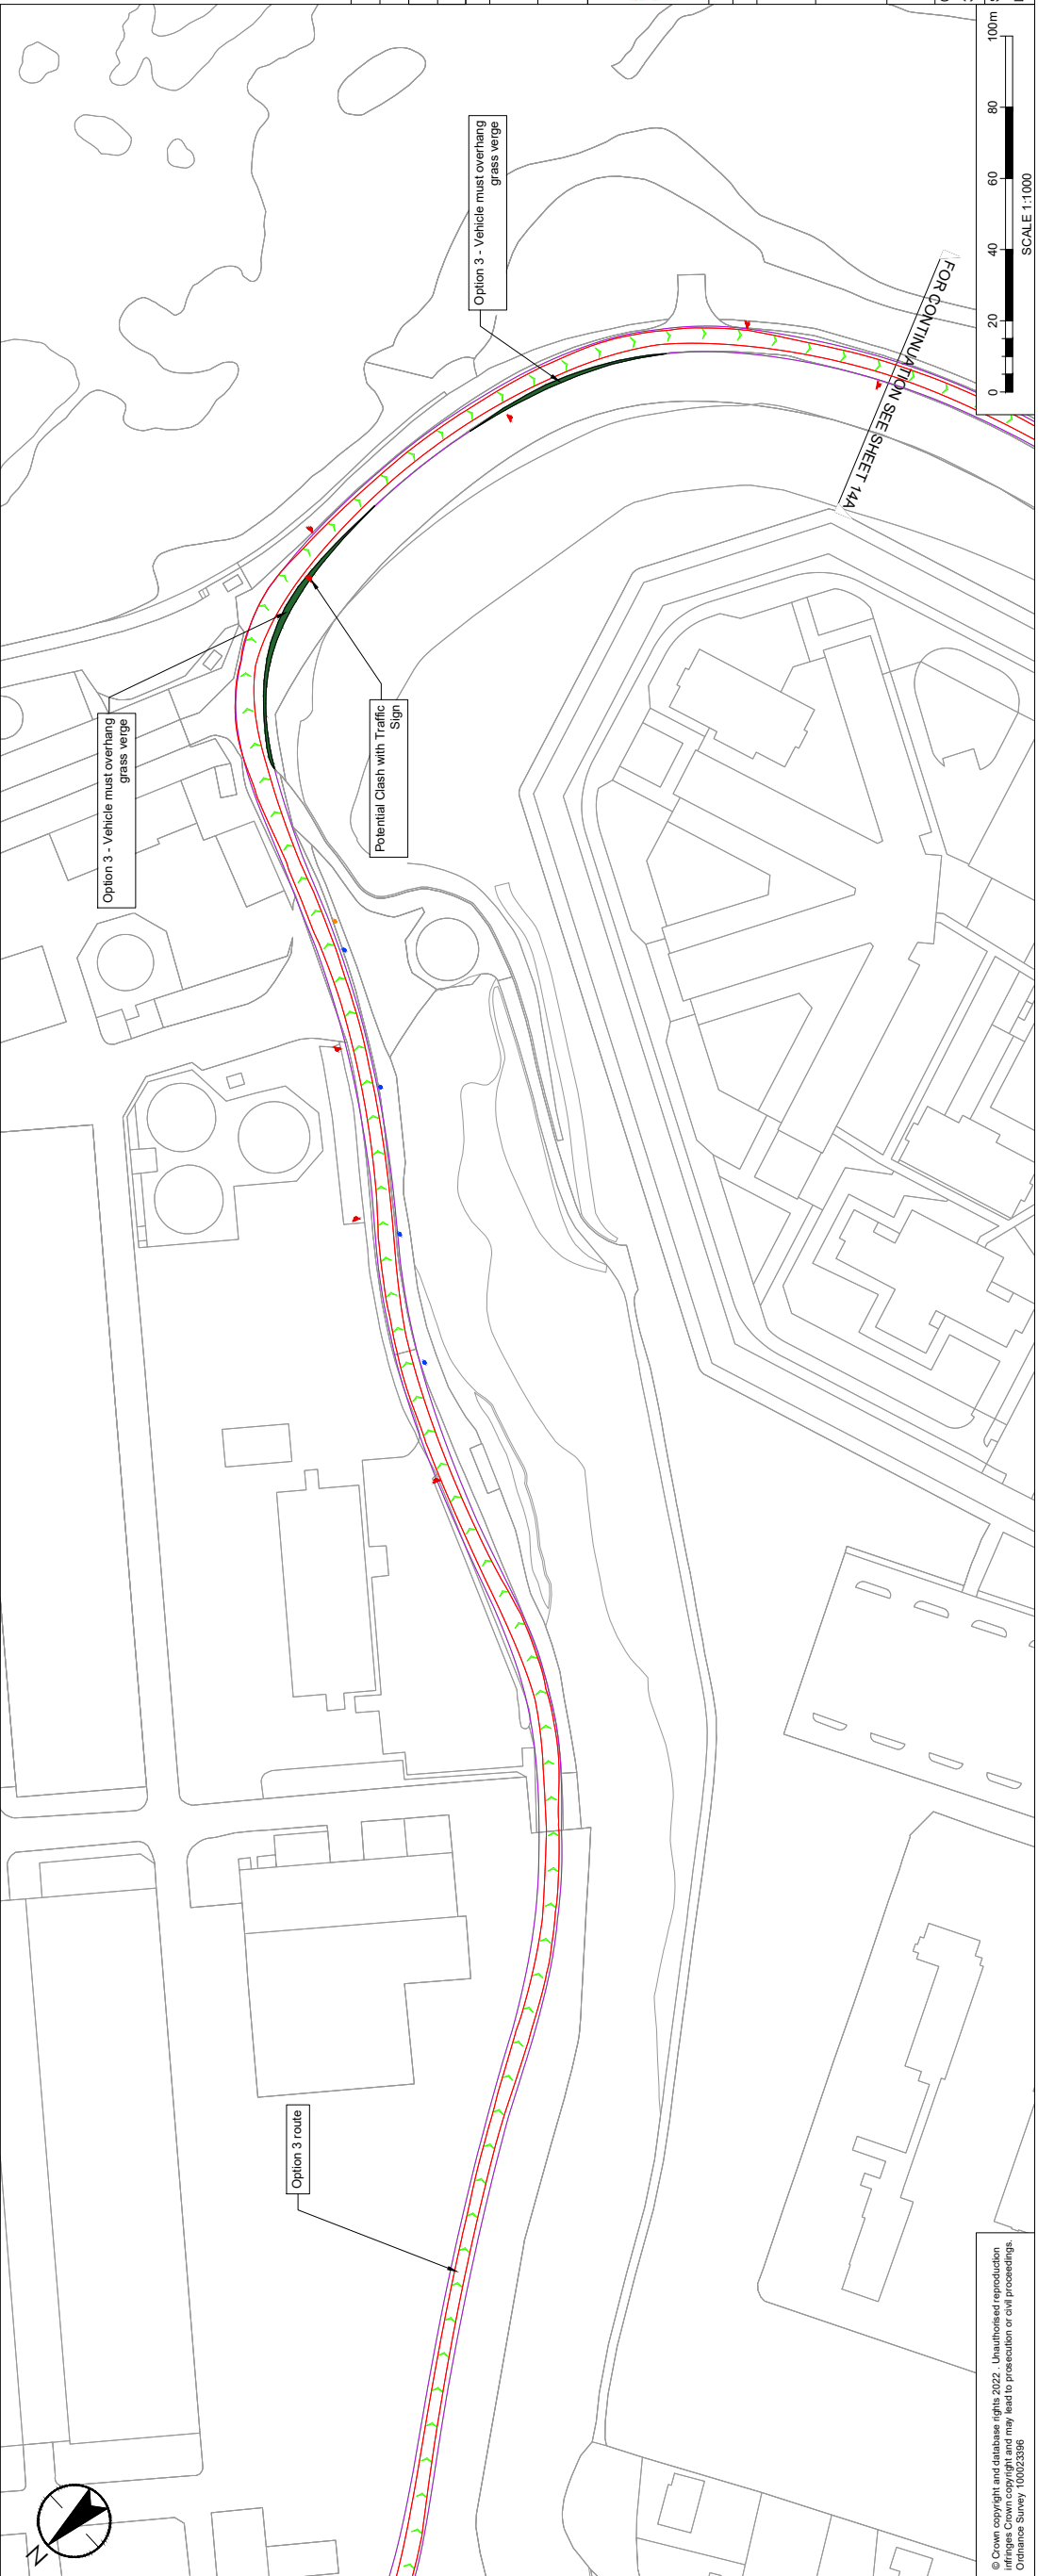 Option 3 - Vehicle must overhang
grass verge
Option 3 - Vehicle must overhang
grass verge
Potential Clash with Traffic
Sign
Option 3 route
FOR CONTINUATION SEE SHEET 14A
0 20 40 60 80 100m
SCALE 1:1000
N
© Crown copyright and database rights 2022 . Unauthorised reproduction
infringes Crown copyright and may lead to prosecution or civil proceedings.
Ordnance Survey 100023396